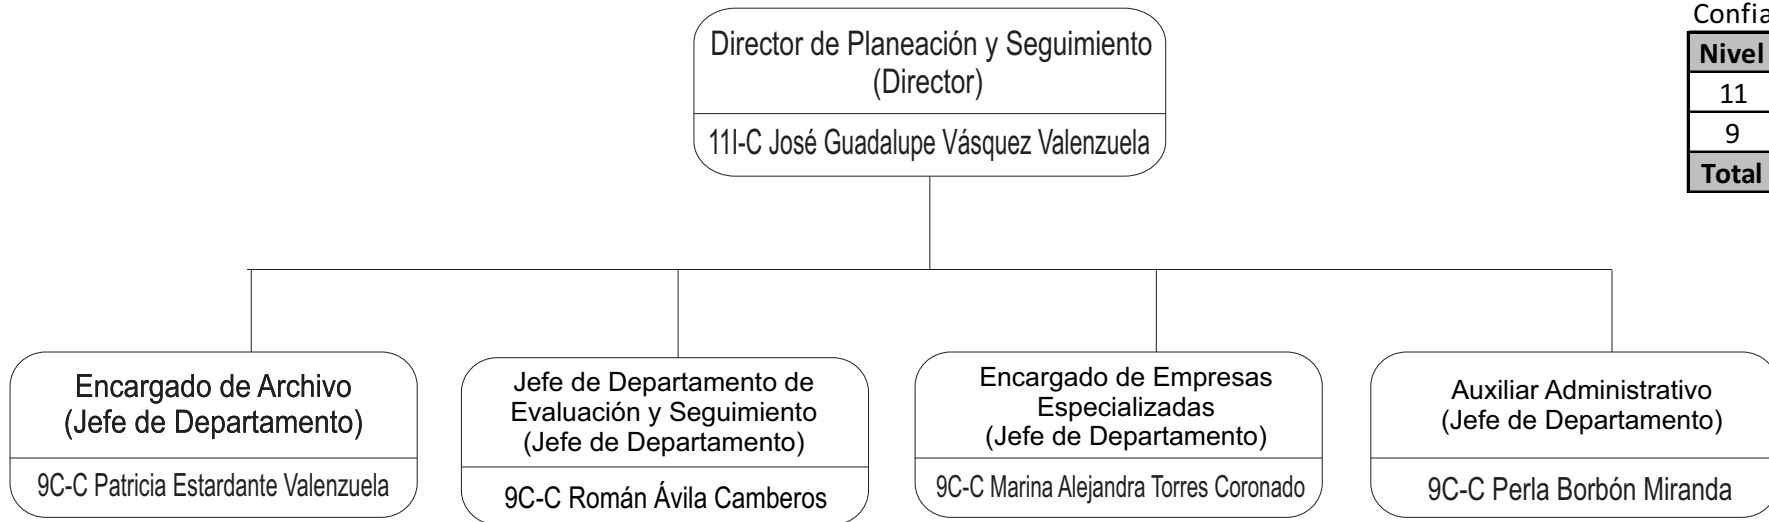 Director de Planeación y Seguimiento
(Director)
11I-C José Guadalupe Vásquez Valenzuela
Nivel
11
9
Total
Encargado de Archivo
(Jefe de Departamento)
9C-C Patricia Estardante Valenzuela
Jefe de Departamento de
Evaluación y Seguimiento
(Jefe de Departamento)
9C-C Román Ávila Camberos
Encargado de Empresas
Especializadas
(Jefe de Departamento)
9C-C Marina Alejandra Torres Coronado
Auxiliar Administrativo
(Jefe de Departamento)
9C-C Perla Borbón Miranda